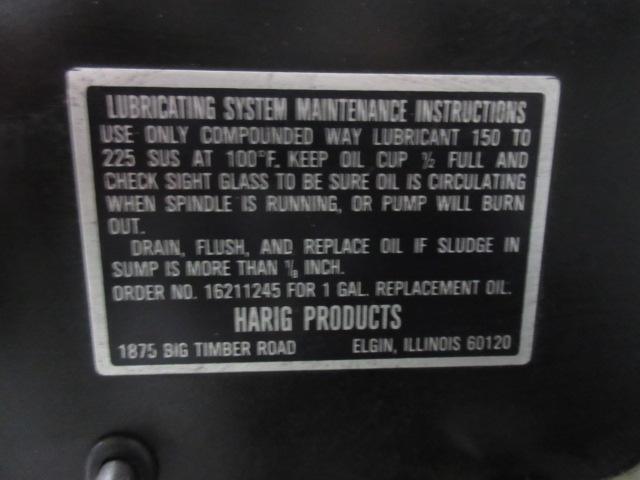 LUBRICATING SYSTEM MAINTENANCE INSTRUCTIONS
USE ONLY COMPOUNDED WAY LUBRICANT 150 TO
225 SUS AT 100°F. KEEP OIL CUP ½ FULL AND
CHECK SIGHT GLASS TO BE SURE OIL IS CIRCULATING
WHEN SPINDLE IS RUNNING, OR PUMP WILL BURN
OUT.
DRAIN, FLUSH, AND REPLACE OIL IF SLUDGE IN
SUMP IS MORE THAN ⅛ INCH.
ORDER NO. 16211245 FOR 1 GAL. REPLACEMENT OIL.
HARIG PRODUCTS
1875 BIG TIMBER ROAD ELGIN, ILLINOIS 60120